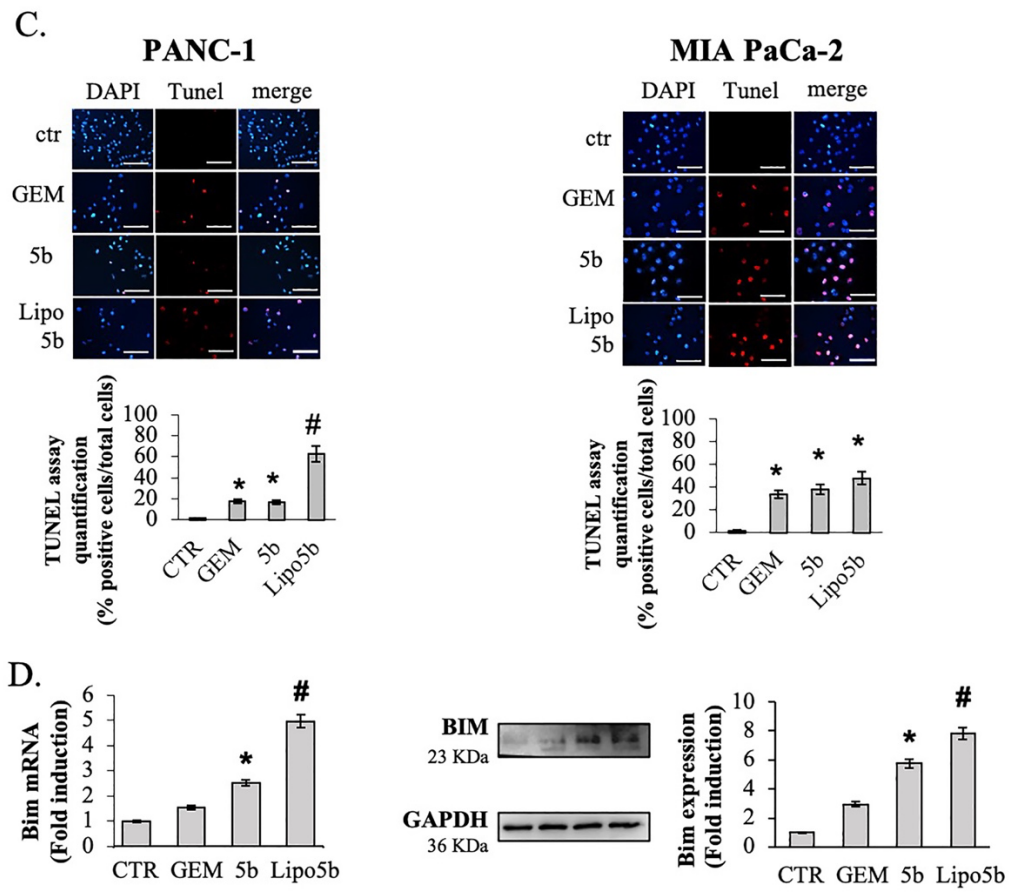 C.
PANC-1
DAPI Tunel merge
ctr
GEM
5b
Lipo
5b
TUNEL assay
quantification
(% positive cells/total cells)
100
80
60
40
20
0
* * #
CTR GEM 5b Lipo5b
MIA PaCa-2
DAPI Tunel merge
ctr
GEM
5b
Lipo
5b
TUNEL assay
quantification
(% positive cells/total cells)
100
80
60
40
20
0
* * *
CTR GEM 5b Lipo5b
D.
Bim mRNA
(Fold induction)
6
5
4
3
2
1
0
* #
CTR GEM 5b Lipo5b
BIM
23 KDa
GAPDH
36 KDa
Bim expression
(Fold induction)
10
8
6
4
2
0
* #
CTR GEM 5b Lipo5b